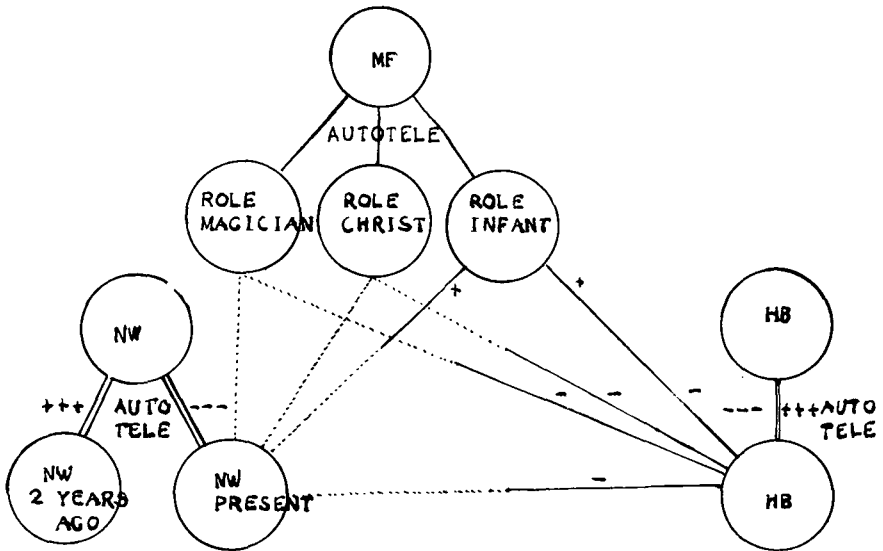 MF
AUTOTELE
ROLE
MAGICIAN
ROLE
CHRIST
ROLE
INFANT
+
+
NW
HB
+++
AUTO
TELE
---
-
-
-
---
+++AUTO
TELE
NW
2 YEARS
AGO
NW
PRESENT
-
HB